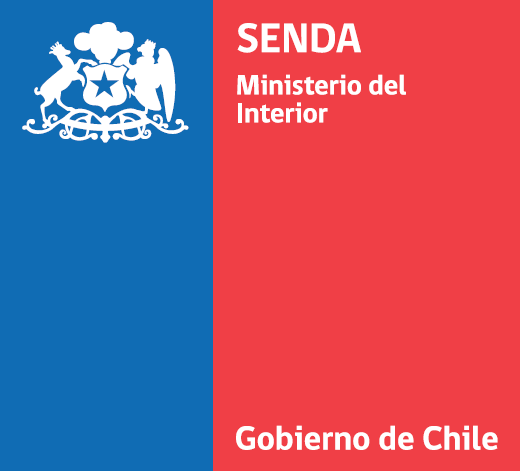 SENDA
Ministerio del
Interior
Gobierno de Chile